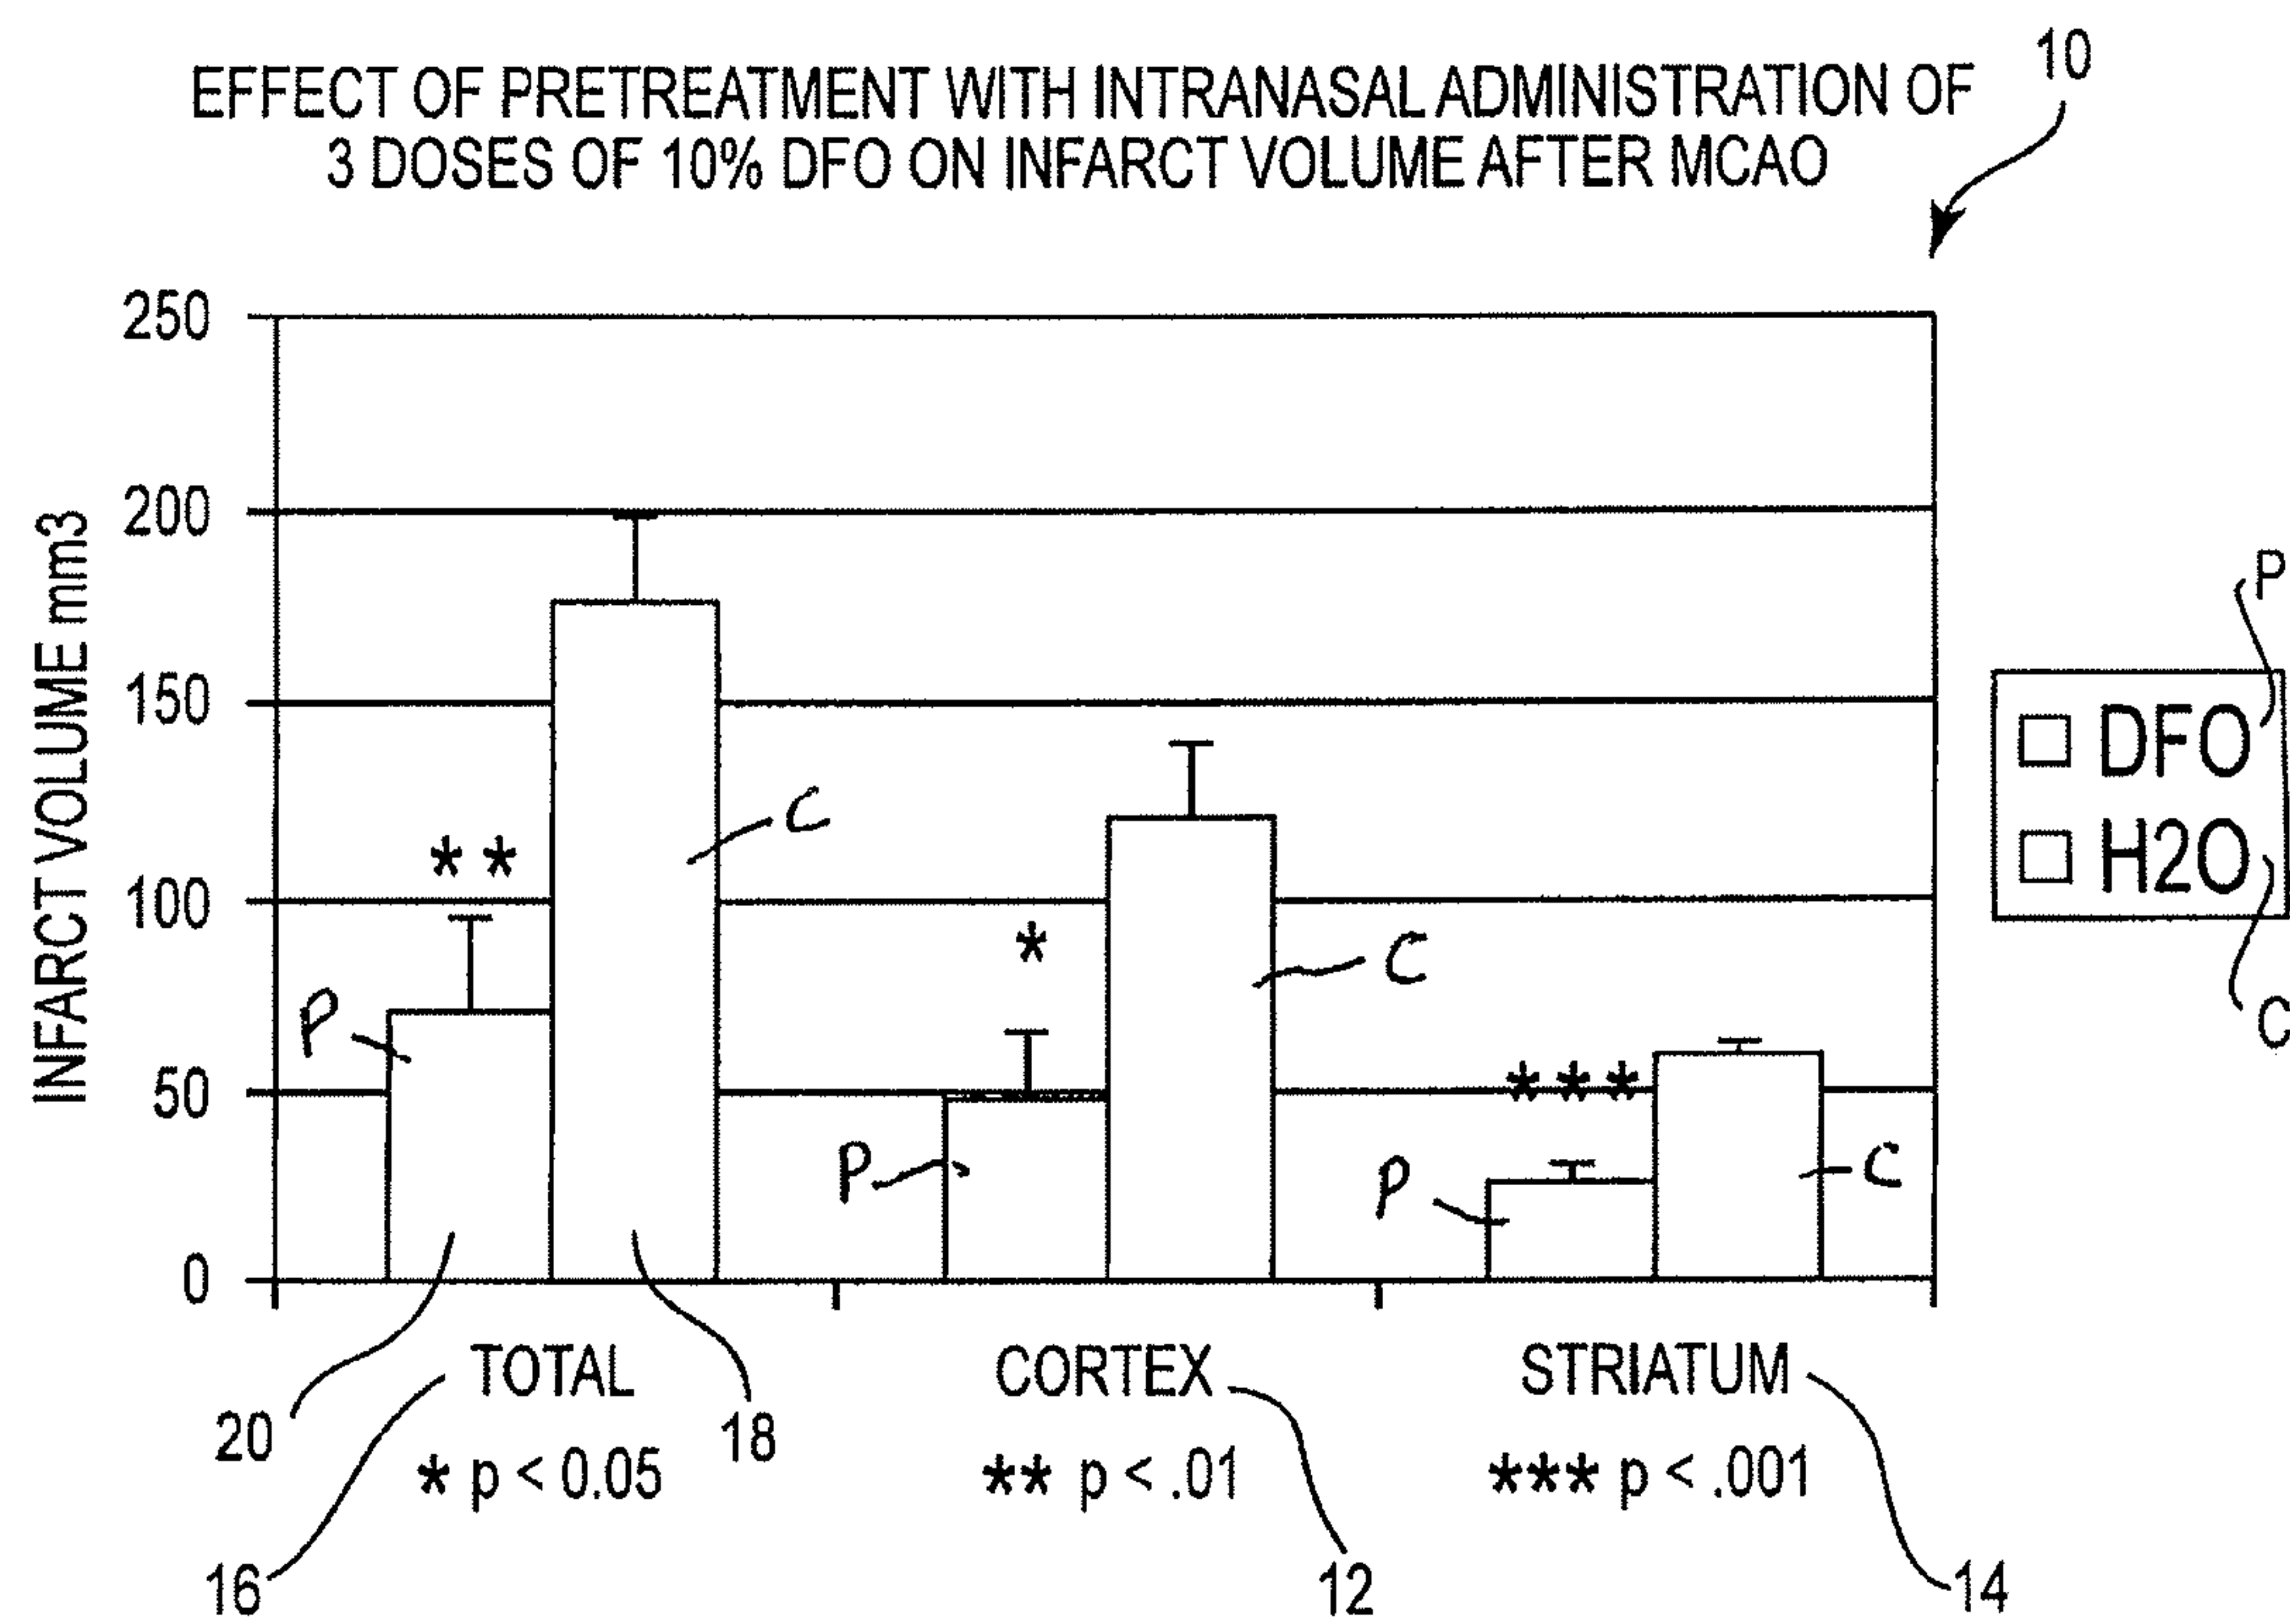 10
EFFECT OF PRETREATMENT WITH INTRANASAL ADMINISTRATION OF
3 DOSES OF 10% DFO ON INFARCT VOLUME AFTER MCAO
INFARCT VOLUME mm3
250
200
150
100
50
0
**
C
P
*
C
P
***
P
C
P
DFO
H2O
C
TOTAL
CORTEX
STRIATUM
20
18
* p < 0.05
** p < .01
*** p < .001
16
12
14